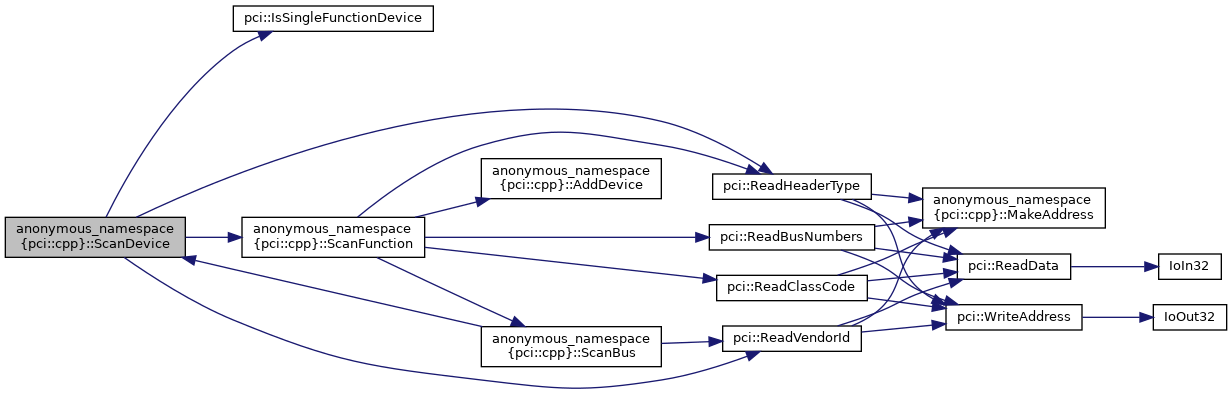 pci::IsSingleFunctionDevice
anonymous_namespace
{pci::cpp}::AddDevice
pci::ReadHeaderType
anonymous_namespace
{pci::cpp}::MakeAddress
anonymous_namespace
{pci::cpp}::ScanDevice
anonymous_namespace
{pci::cpp}::ScanFunction
pci::ReadBusNumbers
pci::ReadData
IoIn32
pci::ReadClassCode
pci::WriteAddress
IoOut32
anonymous_namespace
{pci::cpp}::ScanBus
pci::ReadVendorId